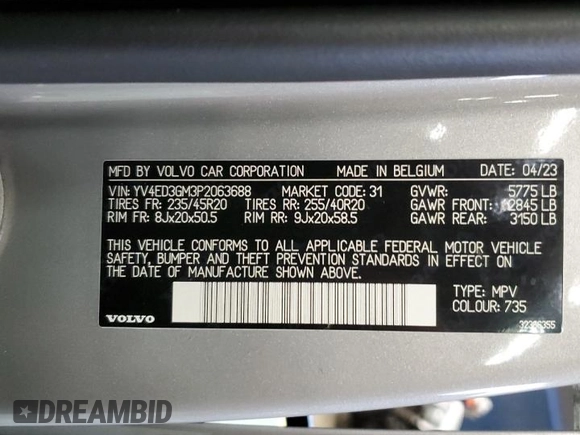 MFD BY VOLVO CAR CORPORATION MADE IN BELGIUM DATE: 04/23
VIN: YV4ED3GM3P2063688 MARKET CODE: 31 GVWR: 5775 LB
TIRES FR: 235/45R20 TIRES RR: 255/40R20 GAWR FRONT: 2845 LB
RIM FR: 8Jx20x50.5 RIM RR: 9Jx20x58.5 GAWR REAR: 3150 LB
THIS VEHICLE CONFORMS TO ALL APPLICABLE FEDERAL MOTOR VEHICLE
SAFETY, BUMPER AND THEFT PREVENTION STANDARDS IN EFFECT ON
THE DATE OF MANUFACTURE SHOWN ABOVE.
TYPE: MPV
COLOUR: 735
VOLVO
DREAMBID